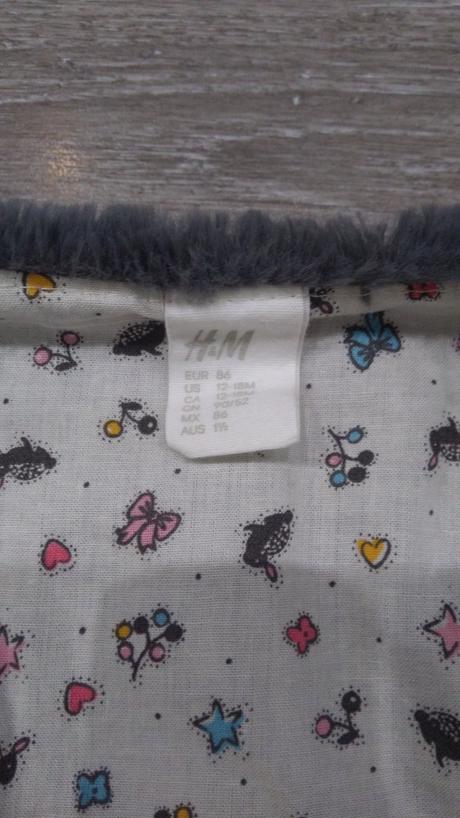 H&M
EUR 86
US 12-18M
CA 12-18M
CN 90/52
MX 86
AUS 1½